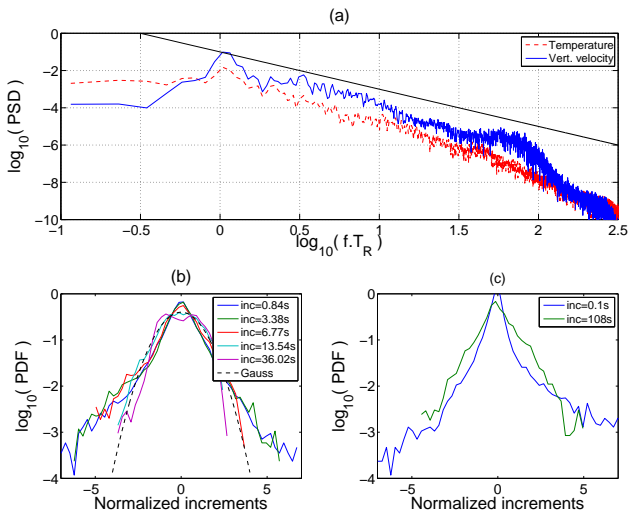 (a)
0
−2
−4
−6
−8
−10
log10( PSD )
Temperature
Vert. velocity
−1 −0.5 0 0.5 1 1.5 2 2.5
log10( f.TR )
(b)
0
−1
−2
−3
−4
log10( PDF )
inc=0.84s
inc=3.38s
inc=6.77s
inc=13.54s
inc=36.02s
Gauss
−5 0 5
Normalized increments
(c)
0
−1
−2
−3
−4
log10( PDF )
inc=0.1s
inc=108s
−5 0 5
Normalized increments